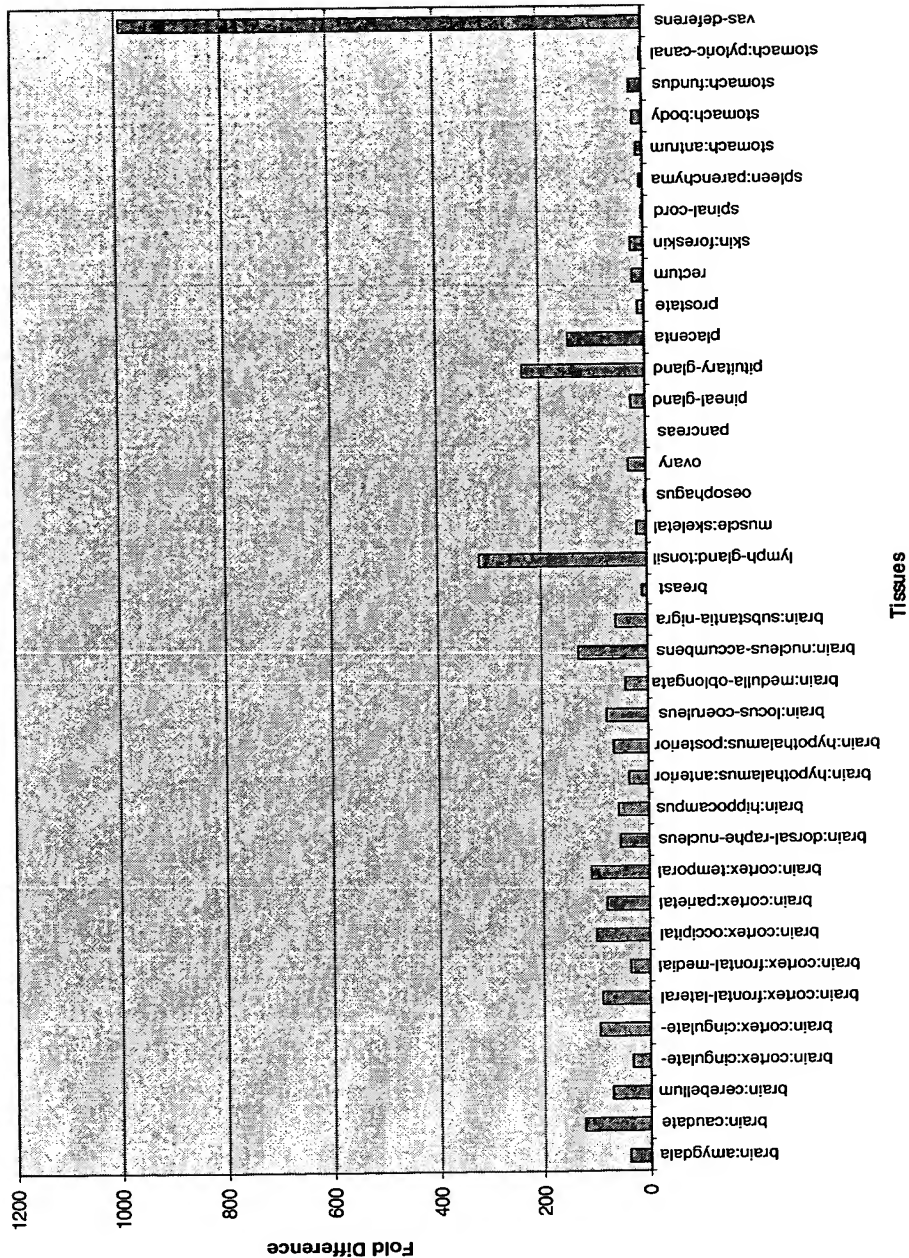 1200
1000
800
600
400
200
0
Fold Difference
vas-deferens
stomach:pyloric-canal
stomach:fundus
stomach:body
stomach:antrum
spleen:parenchyma
spinal-cord
skin:foreskin
rectum
prostate
placenta
pituitary-gland
pineal-gland
pancreas
ovary
oesophagus
muscle:skeletal
lymph-gland:tonsil
breast
brain:substantia-nigra
brain:nucleus-accumbens
brain:medulla-oblongata
brain:locus-coeruleus
brain:hypothalamus:posterior
brain:hypothalamus:anterior
brain:hippocampus
brain:dorsal-raphe-nucleus
brain:cortex:temporal
brain:cortex:parietal
brain:cortex:occipital
brain:cortex:frontal-medial
brain:cortex:frontal-lateral
brain:cortex:cingulate-
brain:cortex:cingulate-
brain:cerebellum
brain:caudate
brain:amygdala
Tissues